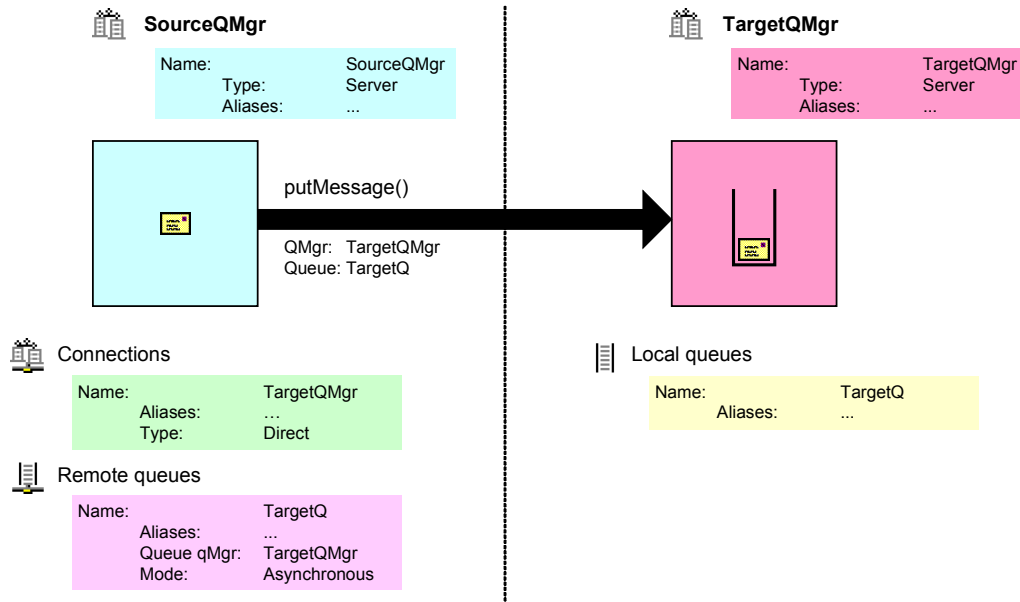 SourceQMgr
Name: SourceQMgr
Type: Server
Aliases: ...
putMessage()
QMgr: TargetQMgr
Queue: TargetQ
Connections
Name: TargetQMgr
Aliases: ...
Type: Direct
Remote queues
Name: TargetQ
Aliases: ...
Queue qMgr: TargetQMgr
Mode: Asynchronous
TargetQMgr
Name: TargetQMgr
Type: Server
Aliases: ...
Local queues
Name: TargetQ
Aliases: ...